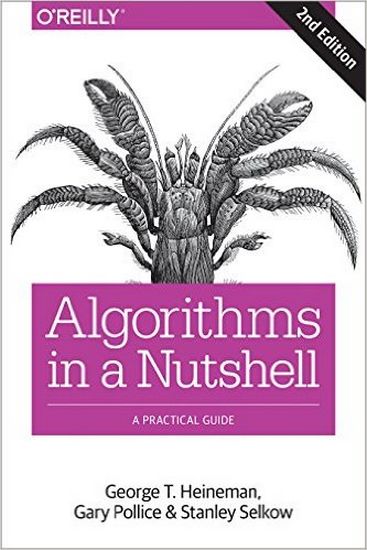 O'REILLY®
2nd Edition
Algorithms
in a Nutshell
A PRACTICAL GUIDE
George T. Heineman,
Gary Pollice & Stanley Selkow